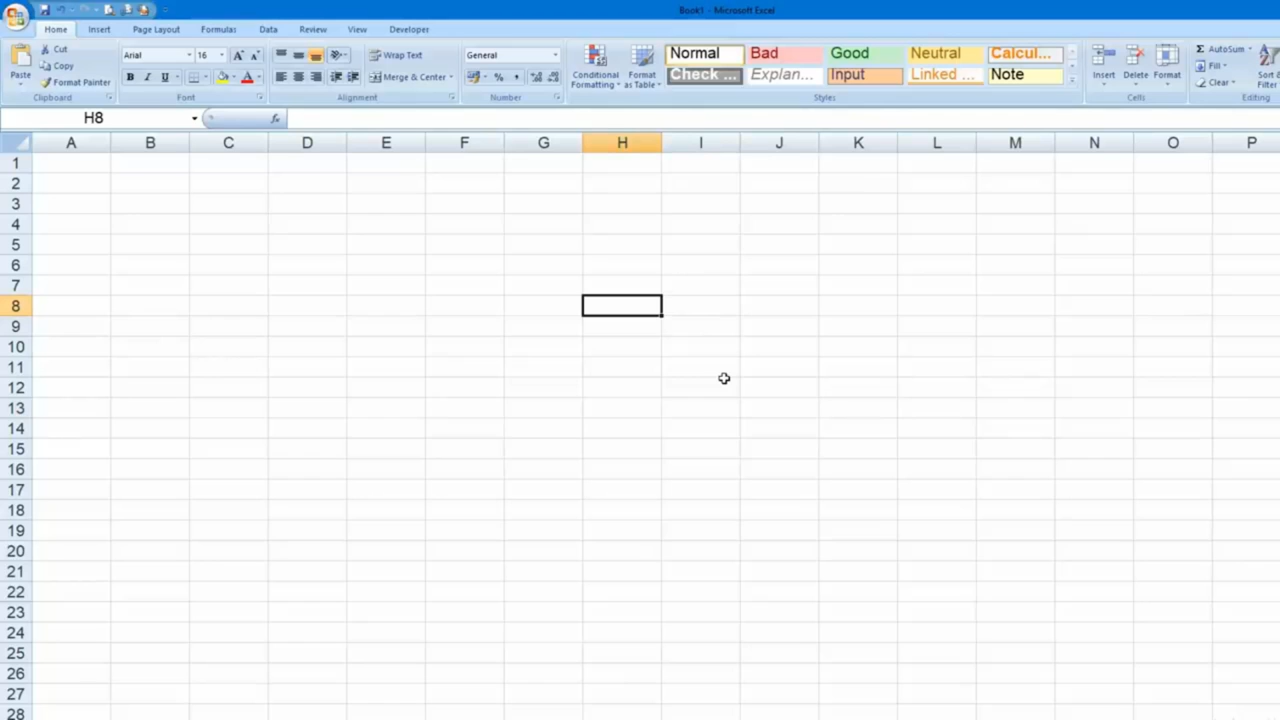 Book1 - Microsoft Excel
Home Insert Page Layout Formulas Data Review View Developer
Paste
Cut
Copy
Format Painter
Clipboard
Arial 16
B I U
Font
Wrap Text
Merge & Center
Alignment
General
% ,
Number
Conditional Formatting
Format as Table
Normal Bad Good Neutral Calcul...
Check ... Explan... Input Linked ... Note
Styles
Insert Delete Format
Cells
AutoSum
Fill
Clear
Sort &
Filter
Editing
H8 fx
A B C D E F G H I J K L M N O P
1
2
3
4
5
6
7
8
9
10
11
12
13
14
15
16
17
18
19
20
21
22
23
24
25
26
27
28